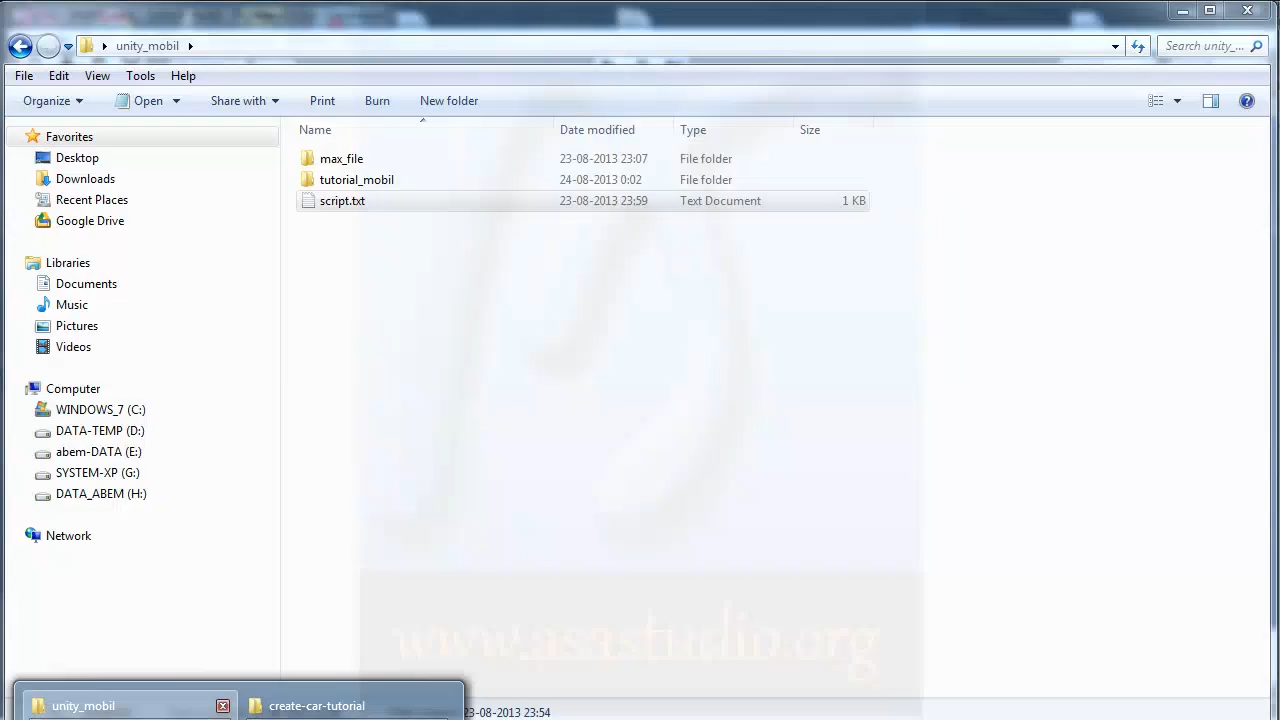 unity_mobil
Search unity_...
File Edit View Tools Help
Organize Open Share with Print Burn New folder
Name Date modified Type Size
Favorites
Desktop
Downloads
Recent Places
Google Drive
Libraries
Documents
Music
Pictures
Videos
Computer
WINDOWS_7 (C:)
DATA-TEMP (D:)
abem-DATA (E:)
SYSTEM-XP (G:)
DATA_ABEM (H:)
Network
max_file 23-08-2013 23:07 File folder
tutorial_mobil 24-08-2013 0:02 File folder
script.txt 23-08-2013 23:59 Text Document 1 KB
www.asastudio.org
unity_mobil
create-car-tutorial
23-08-2013 23:54